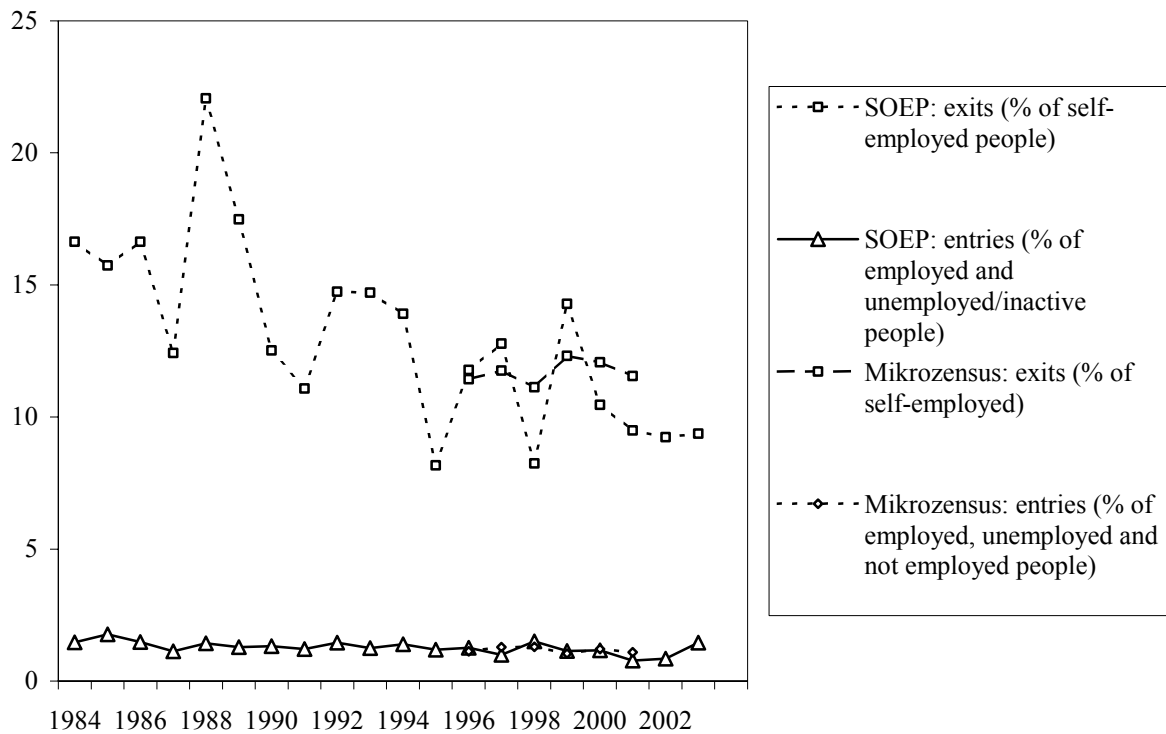 25
20
15
10
5
0
1984 1986 1988 1990 1992 1994 1996 1998 2000 2002
SOEP: exits (% of self-
employed people)
SOEP: entries (% of
employed and
unemployed/inactive
people)
Mikrozensus: exits (% of
self-employed)
Mikrozensus: entries (% of
employed, unemployed and
not employed people)